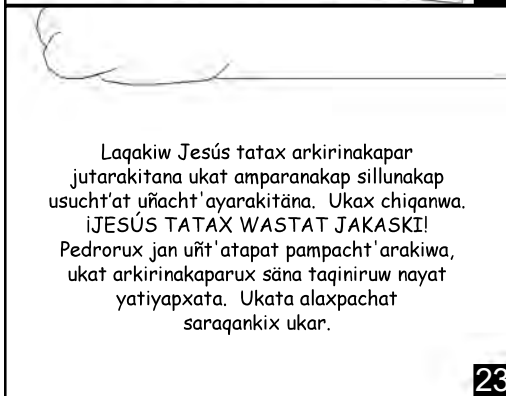 Laqakiw Jesús tatax arkirinakapar
jutarakitana ukat amparanakap sillunakap
usucht'at uñacht'ayarakitäna. Ukax chiqanwa.
¡JESÚS TATAX WASTAT JAKASKI!
Pedrorux jan uñt'atapat pampacht'arakiwa,
ukat arkirinakaparux säna taqiniruw nayat
yatiyapxata. Ukata alaxpachat
saraqankix ukar.
23